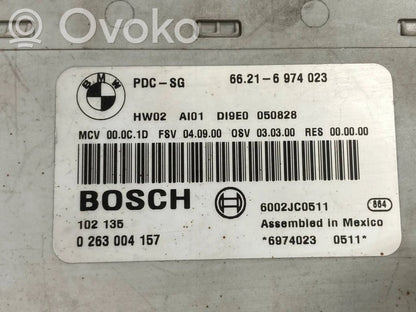 Ovoko
BMW
PDC-SG 66.21-6 974 023
HW02 AI01 DI9E0 050828
MCV 00.0C.1D FSV 04.09.00 OSV 03.03.00 RES 00.00.00
BOSCH 6002JC0511 864
102 135 Assembled in Mexico
0 263 004 157 *6974023 0511*